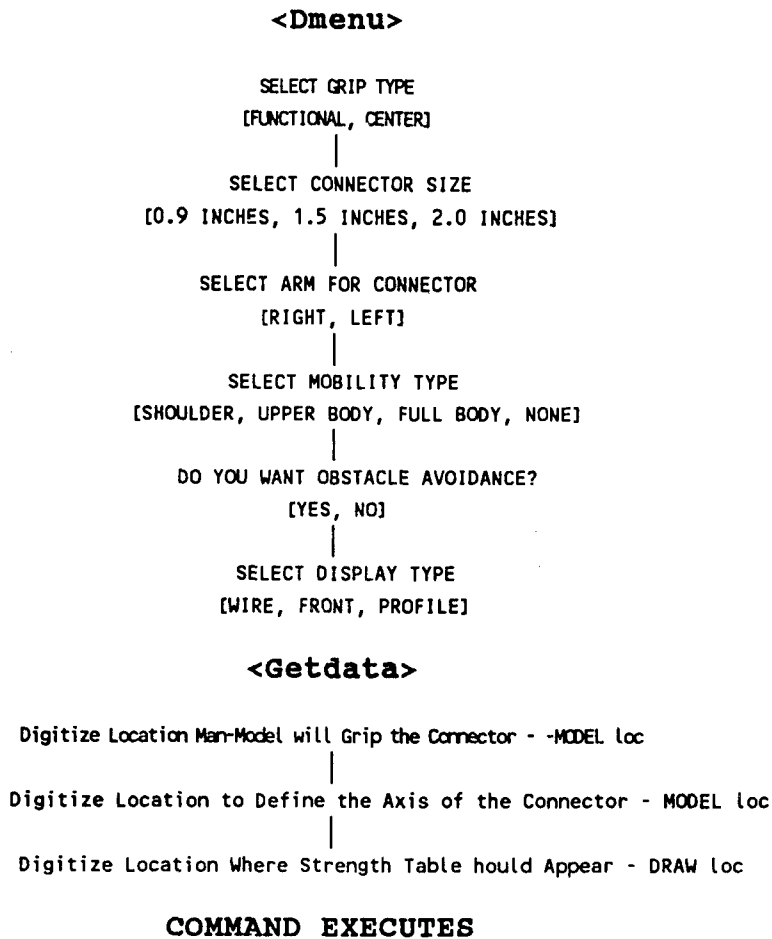 <Dmenu>
SELECT GRIP TYPE
[FUNCTIONAL, CENTER]
SELECT CONNECTOR SIZE
[0.9 INCHES, 1.5 INCHES, 2.0 INCHES]
SELECT ARM FOR CONNECTOR
[RIGHT, LEFT]
SELECT MOBILITY TYPE
[SHOULDER, UPPER BODY, FULL BODY, NONE]
DO YOU WANT OBSTACLE AVOIDANCE?
[YES, NO]
SELECT DISPLAY TYPE
[WIRE, FRONT, PROFILE]
<Getdata>
Digitize Location Man-Model will Grip the Connector - -MODEL loc
Digitize Location to Define the Axis of the Connector - MODEL loc
Digitize Location Where Strength Table hould Appear - DRAW loc
COMMAND EXECUTES